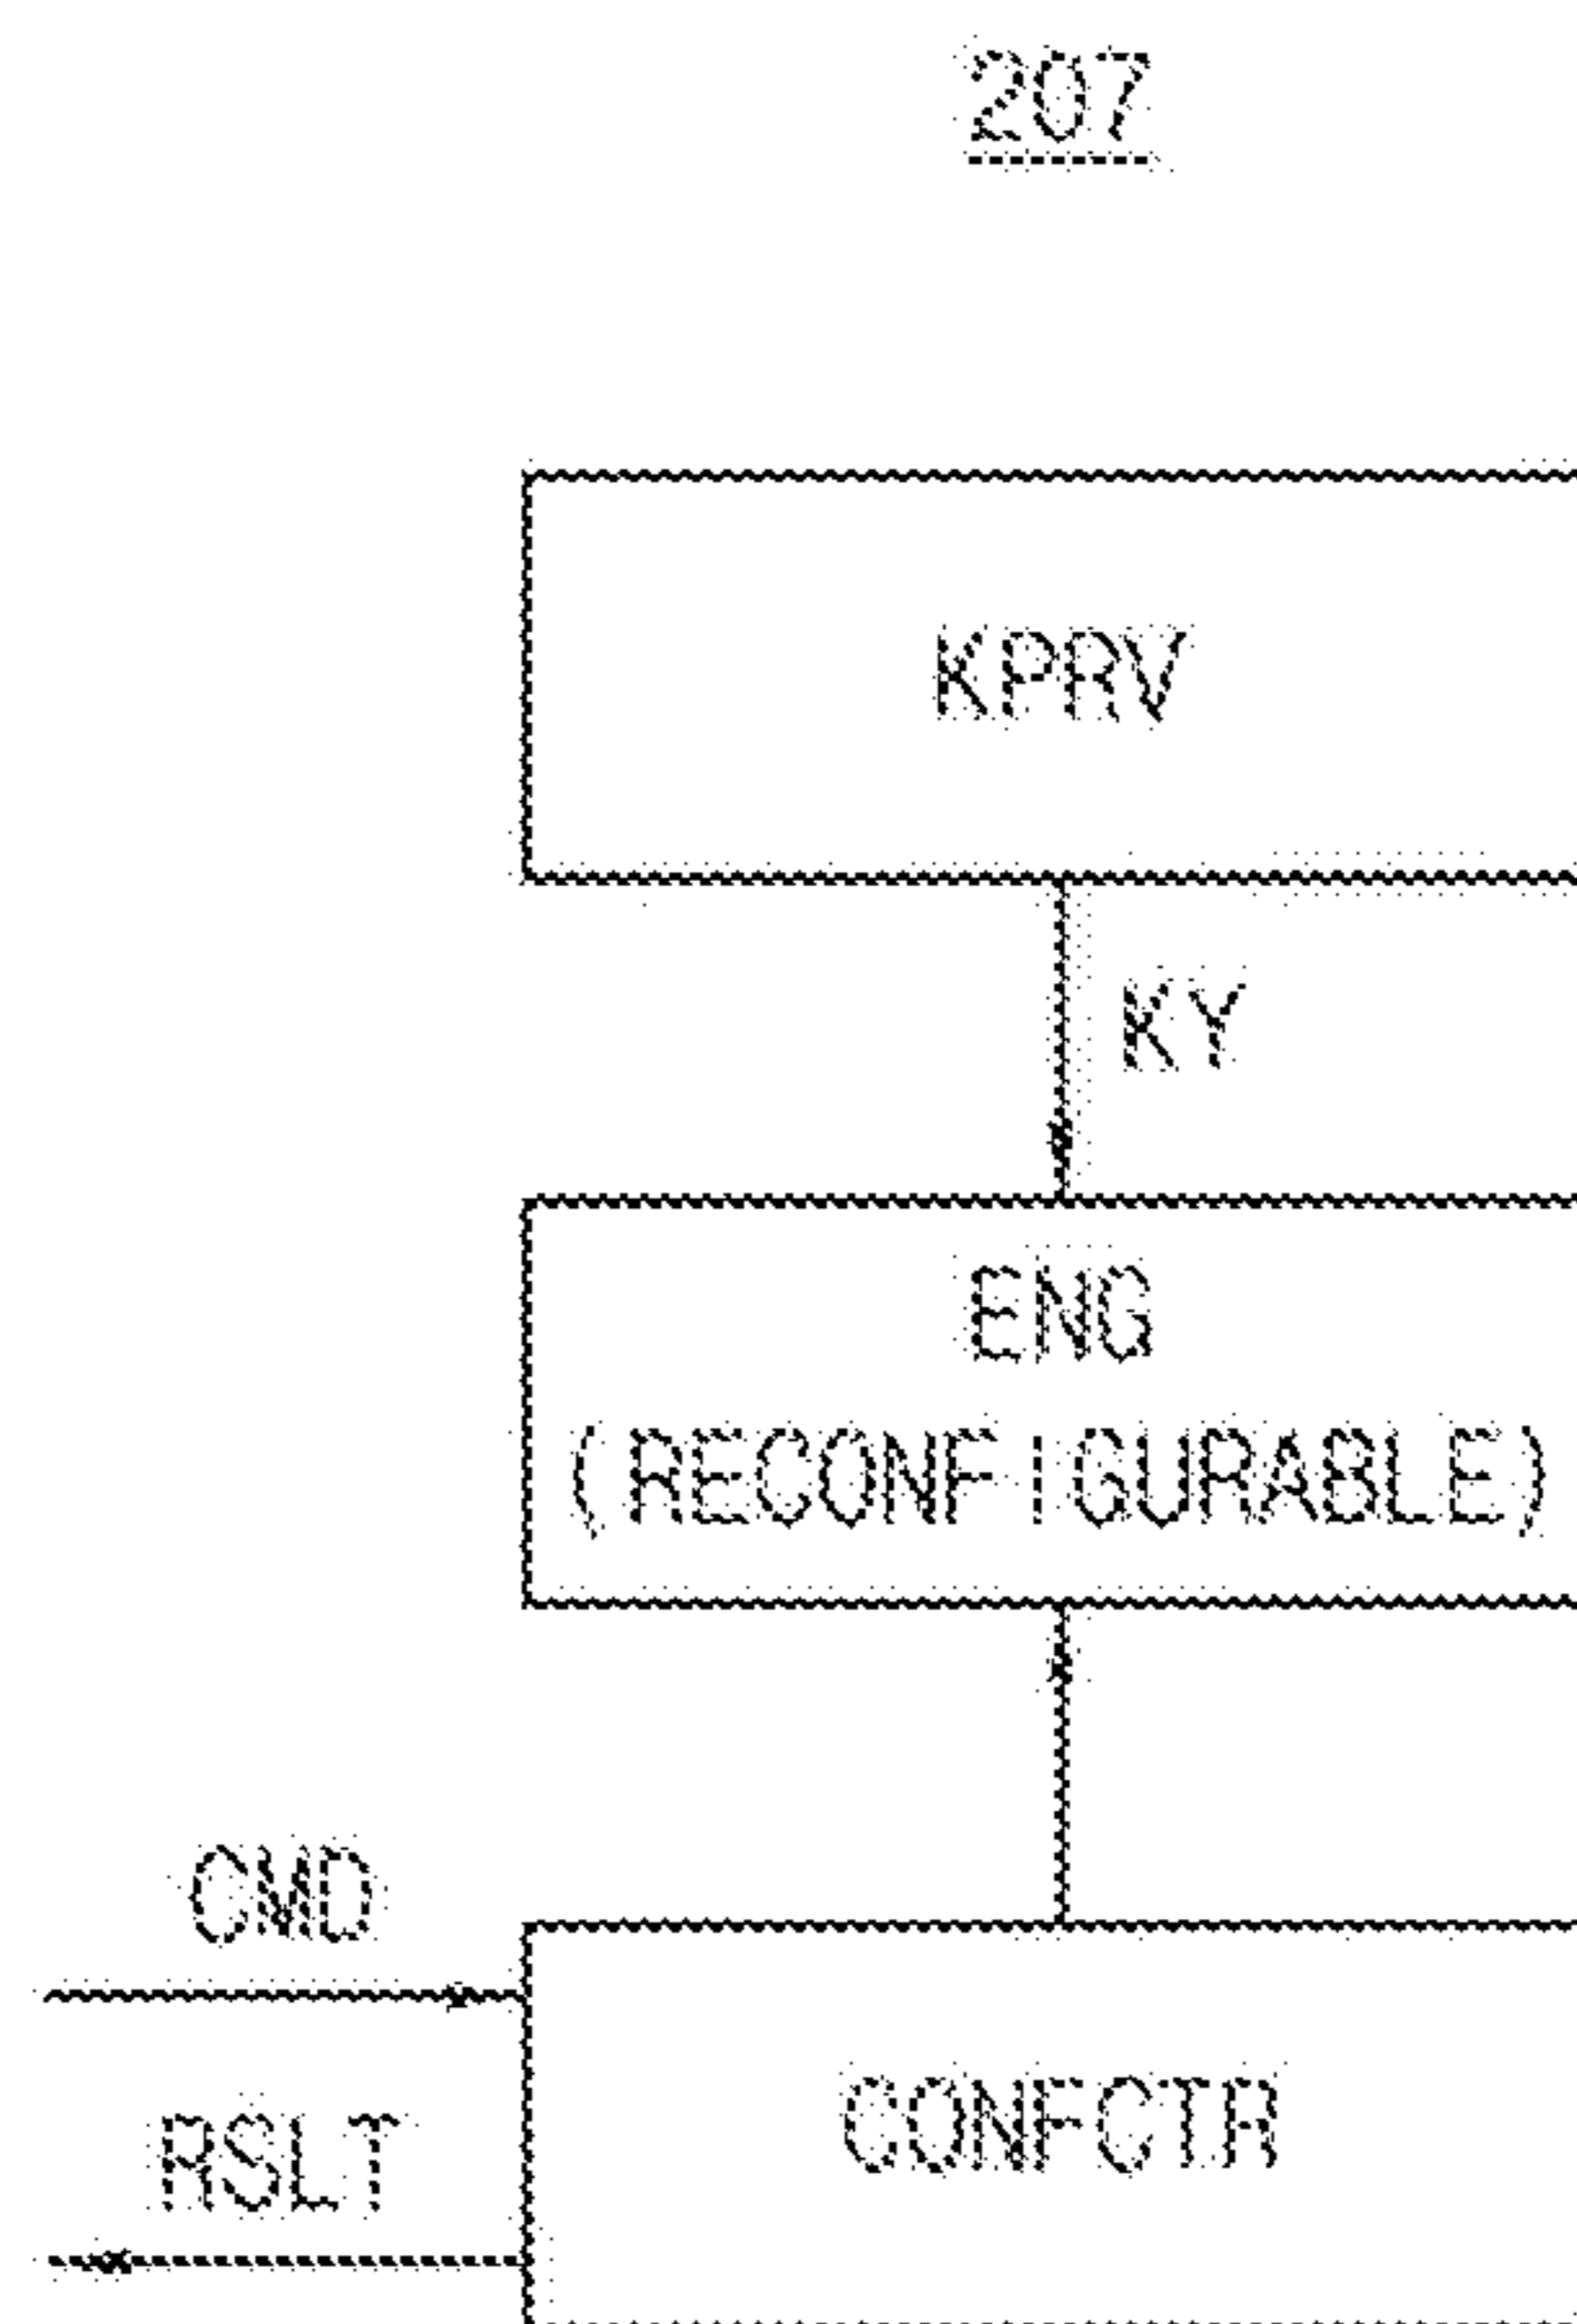 207
KPRV
KY
ENG
(RECONFIGURABLE)
CMD
CONFCTR
RSLT